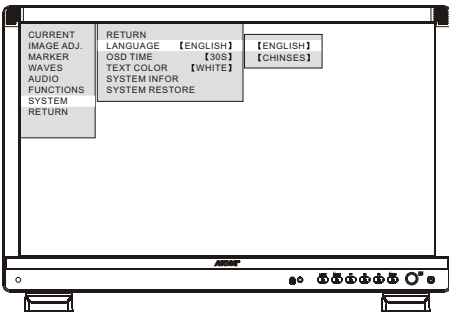 CURRENT
IMAGE ADJ.
MARKER
WAVES
AUDIO
FUNCTIONS
SYSTEM
RETURN
RETURN
LANGUAGE 【ENGLISH】
OSD TIME 【30S】
TEXT COLOR 【WHITE】
SYSTEM INFOR
SYSTEM RESTORE
【ENGLISH】
【CHINSES】